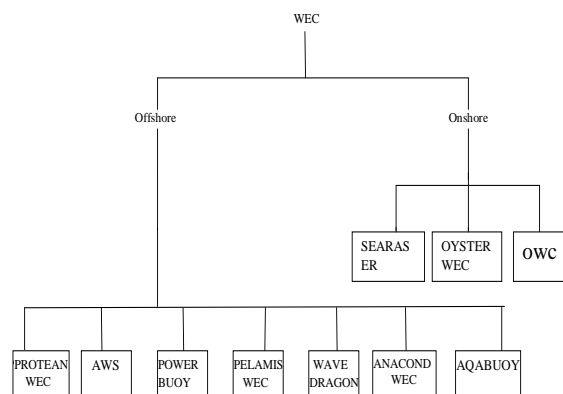 WEC
Offshore
Onshore
SEARAS
ER
OYSTER
WEC
OWC
PROTEAN
WEC
AWS
POWER
BUOY
PELAMIS
WEC
WAVE
DRAGON
ANACOND
WEC
AQABUOY